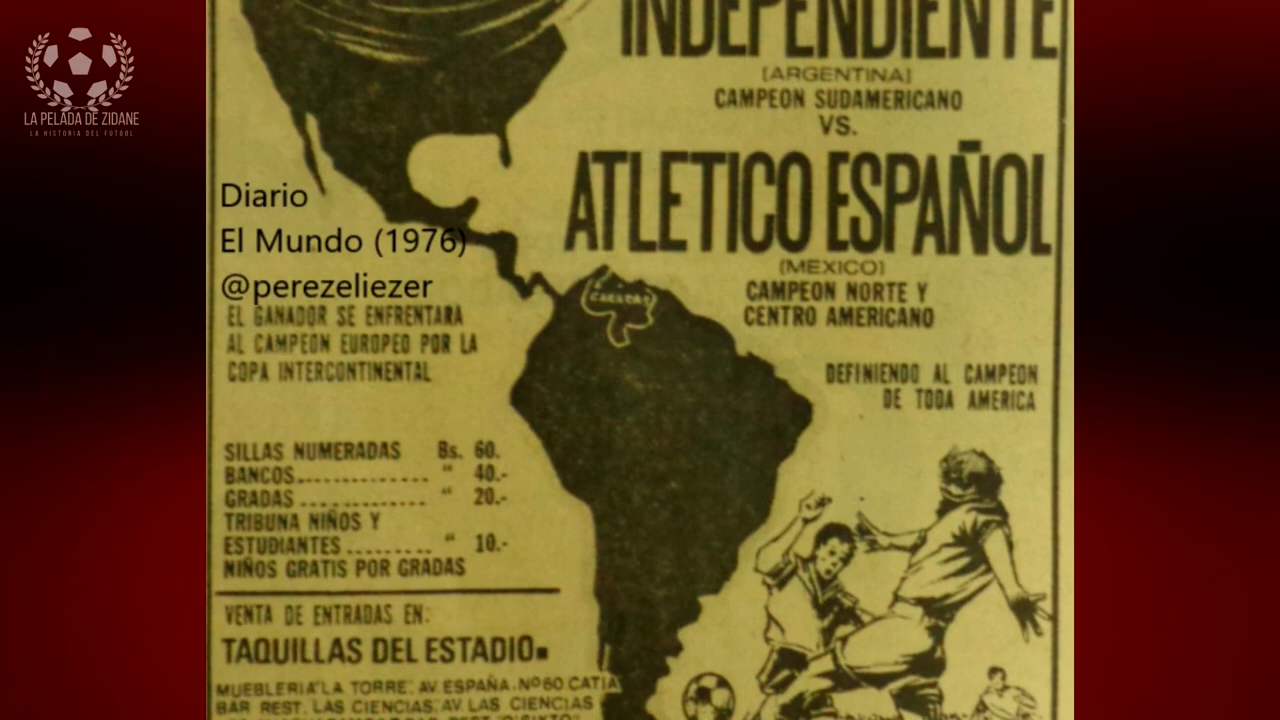 LA PELADA DE ZIDANE
LA HISTORIA DEL FUTBOL
INDEPENDIENTE
(ARGENTINA)
CAMPEON SUDAMERICANO
VS.
ATLETICO ESPAÑOL
(MEXICO)
CAMPEON NORTE Y
CENTRO AMERICANO
DEFINIENDO AL CAMPEON
DE TODA AMERICA
Diario
El Mundo (1976)
@perezeliezer
CARACAS
EL GANADOR SE ENFRENTARA
AL CAMPEON EUROPEO POR LA
COPA INTERCONTINENTAL
SILLAS NUMERADAS Bs. 60.
BANCOS.............. " 40.-
GRADAS .............. " 20.-
TRIBUNA NIÑOS Y
ESTUDIANTES ......... " 10.-
NIÑOS GRATIS POR GRADAS
VENTA DE ENTRADAS EN:
TAQUILLAS DEL ESTADIO.
MUEBLERIA "LA TORRE", AV. ESPAÑA. Nº 60 CATIA
BAR REST. LAS CIENCIAS. AV. LAS CIENCIAS